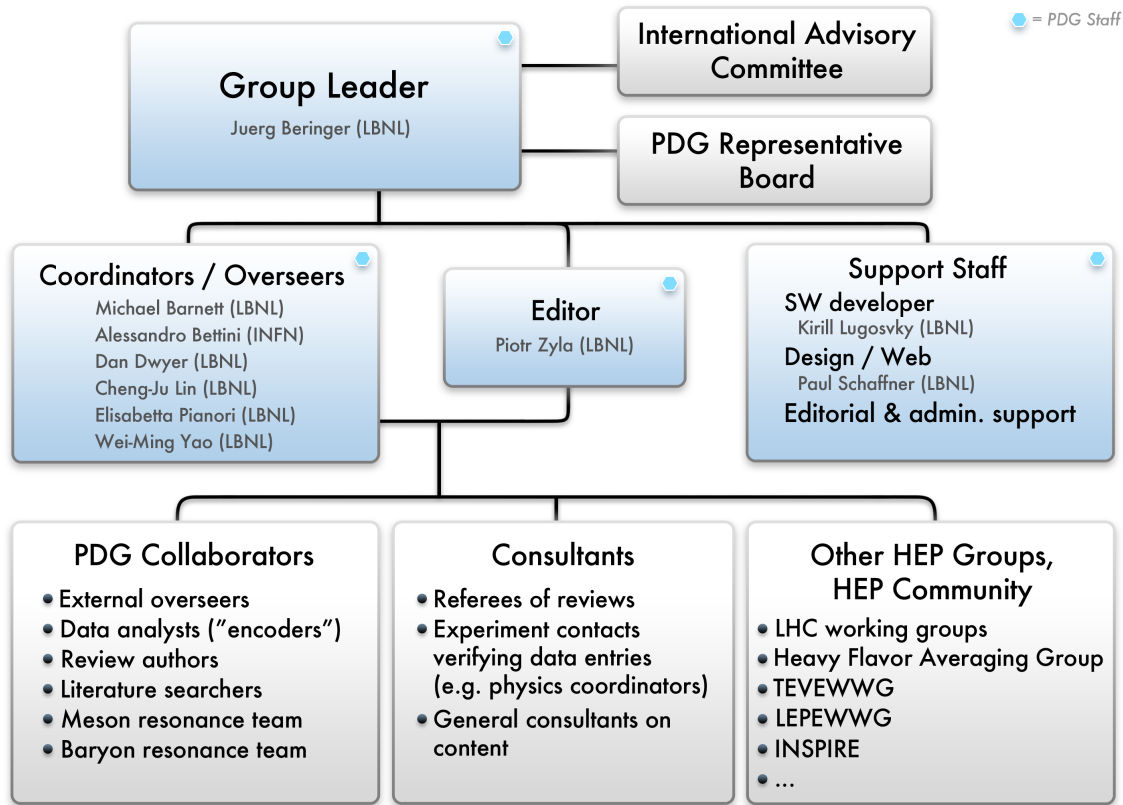 = PDG Staff
Group Leader
Juerg Beringer (LBNL)
International Advisory
Committee
PDG Representative
Board
Coordinators / Overseers
Michael Barnett (LBNL)
Alessandro Bettini (INFN)
Dan Dwyer (LBNL)
Cheng-Ju Lin (LBNL)
Elisabetta Pianori (LBNL)
Wei-Ming Yao (LBNL)
Editor
Piotr Zyla (LBNL)
Support Staff
SW developer
Kirill Lugosvky (LBNL)
Design / Web
Paul Schaffner (LBNL)
Editorial & admin. support
PDG Collaborators
• External overseers
• Data analysts ("encoders")
• Review authors
• Literature searchers
• Meson resonance team
• Baryon resonance team
Consultants
• Referees of reviews
• Experiment contacts
verifying data entries
(e.g. physics coordinators)
• General consultants on
content
Other HEP Groups,
HEP Community
• LHC working groups
• Heavy Flavor Averaging Group
• TEVEWWG
• LEPEWWG
• INSPIRE
• ...